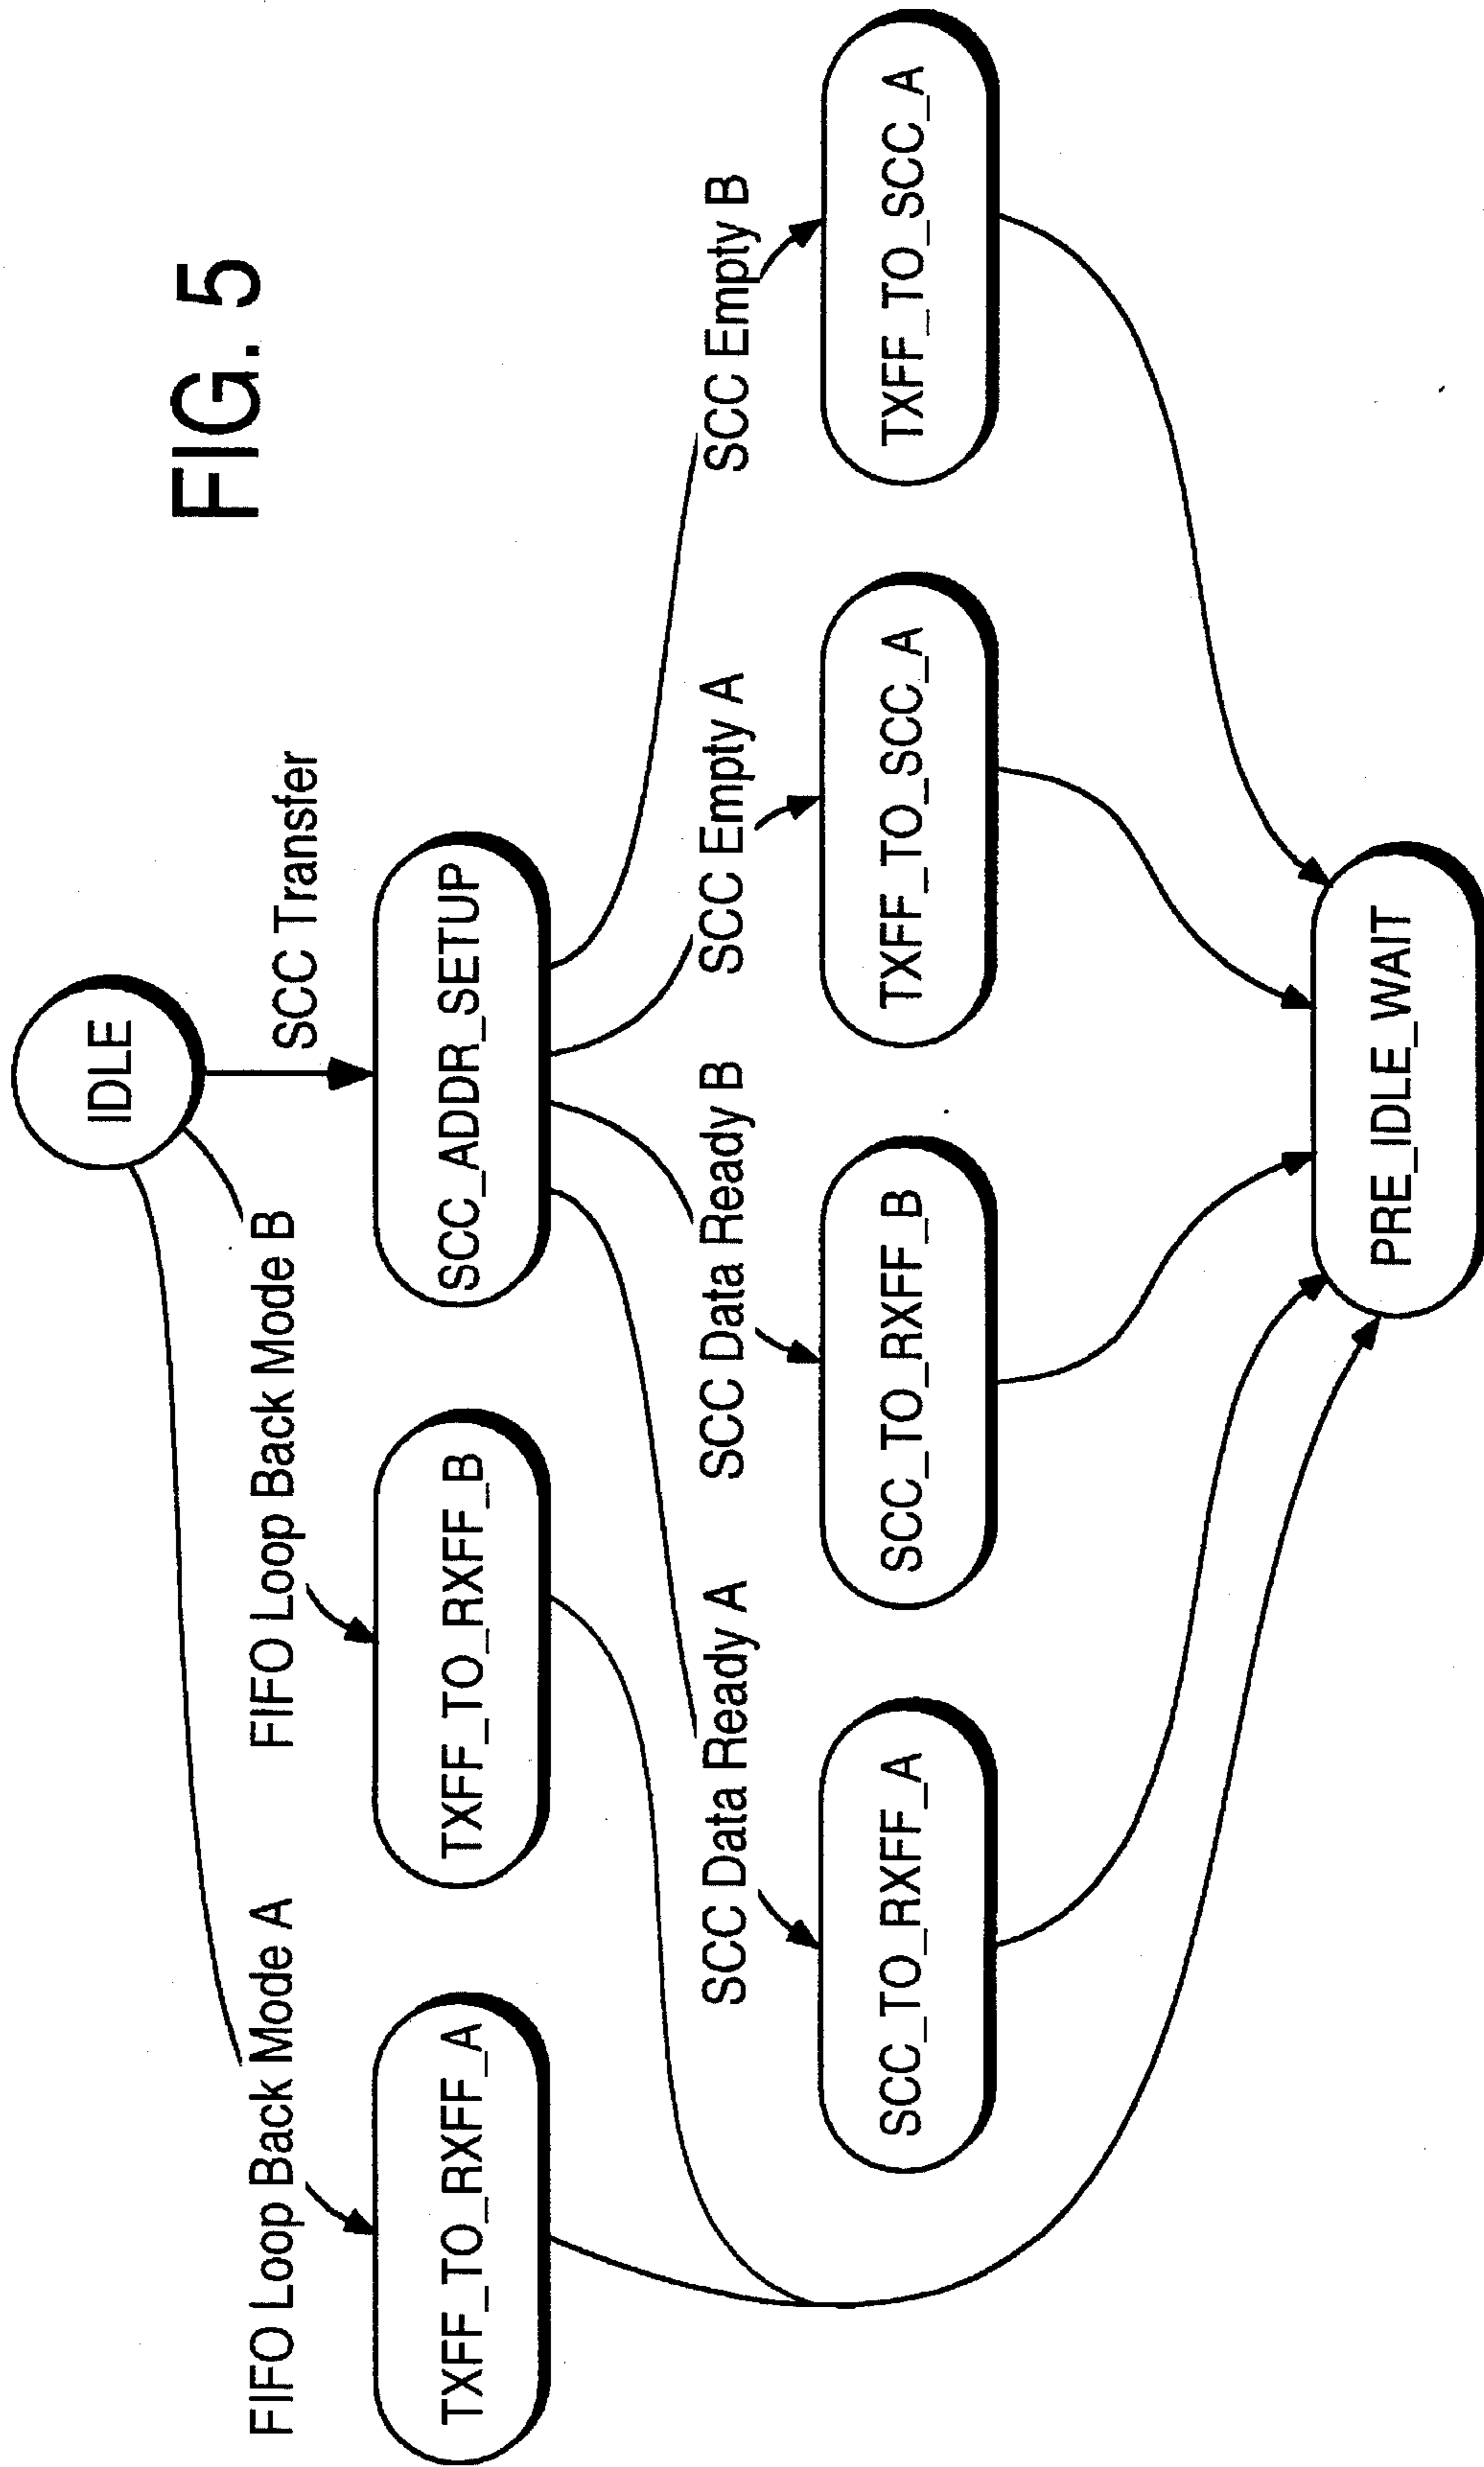 FIG. 5
IDLE
FIFO Loop Back Mode A
FIFO Loop Back Mode B
SCC Transfer
TXFF_TO_RXFF_A
TXFF_TO_RXFF_B
SCC_ADDR_SETUP
SCC Data Ready A
SCC Data Ready B
SCC Empty A
SCC Empty B
SCC_TO_RXFF_A
SCC_TO_RXFF_B
TXFF_TO_SCC_A
TXFF_TO_SCC_A
PRE_IDLE_WAIT